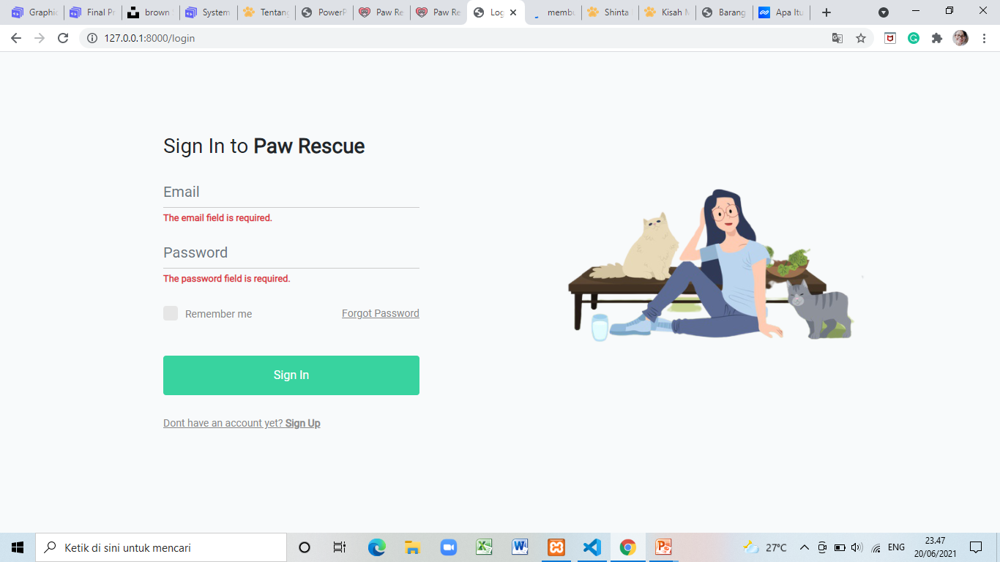 Graphic
Final Pr
brown
System
Tentang
PowerP
Paw Re
Paw Re
Log
membu
Shinta
Kisah M
Barang
Apa Itu
127.0.0.1:8000/login
Sign In to Paw Rescue
Email
The email field is required.
Password
The password field is required.
Remember me
Forgot Password
Sign In
Dont have an account yet? Sign Up
Ketik di sini untuk mencari
27°C
ENG
23.47
20/06/2021